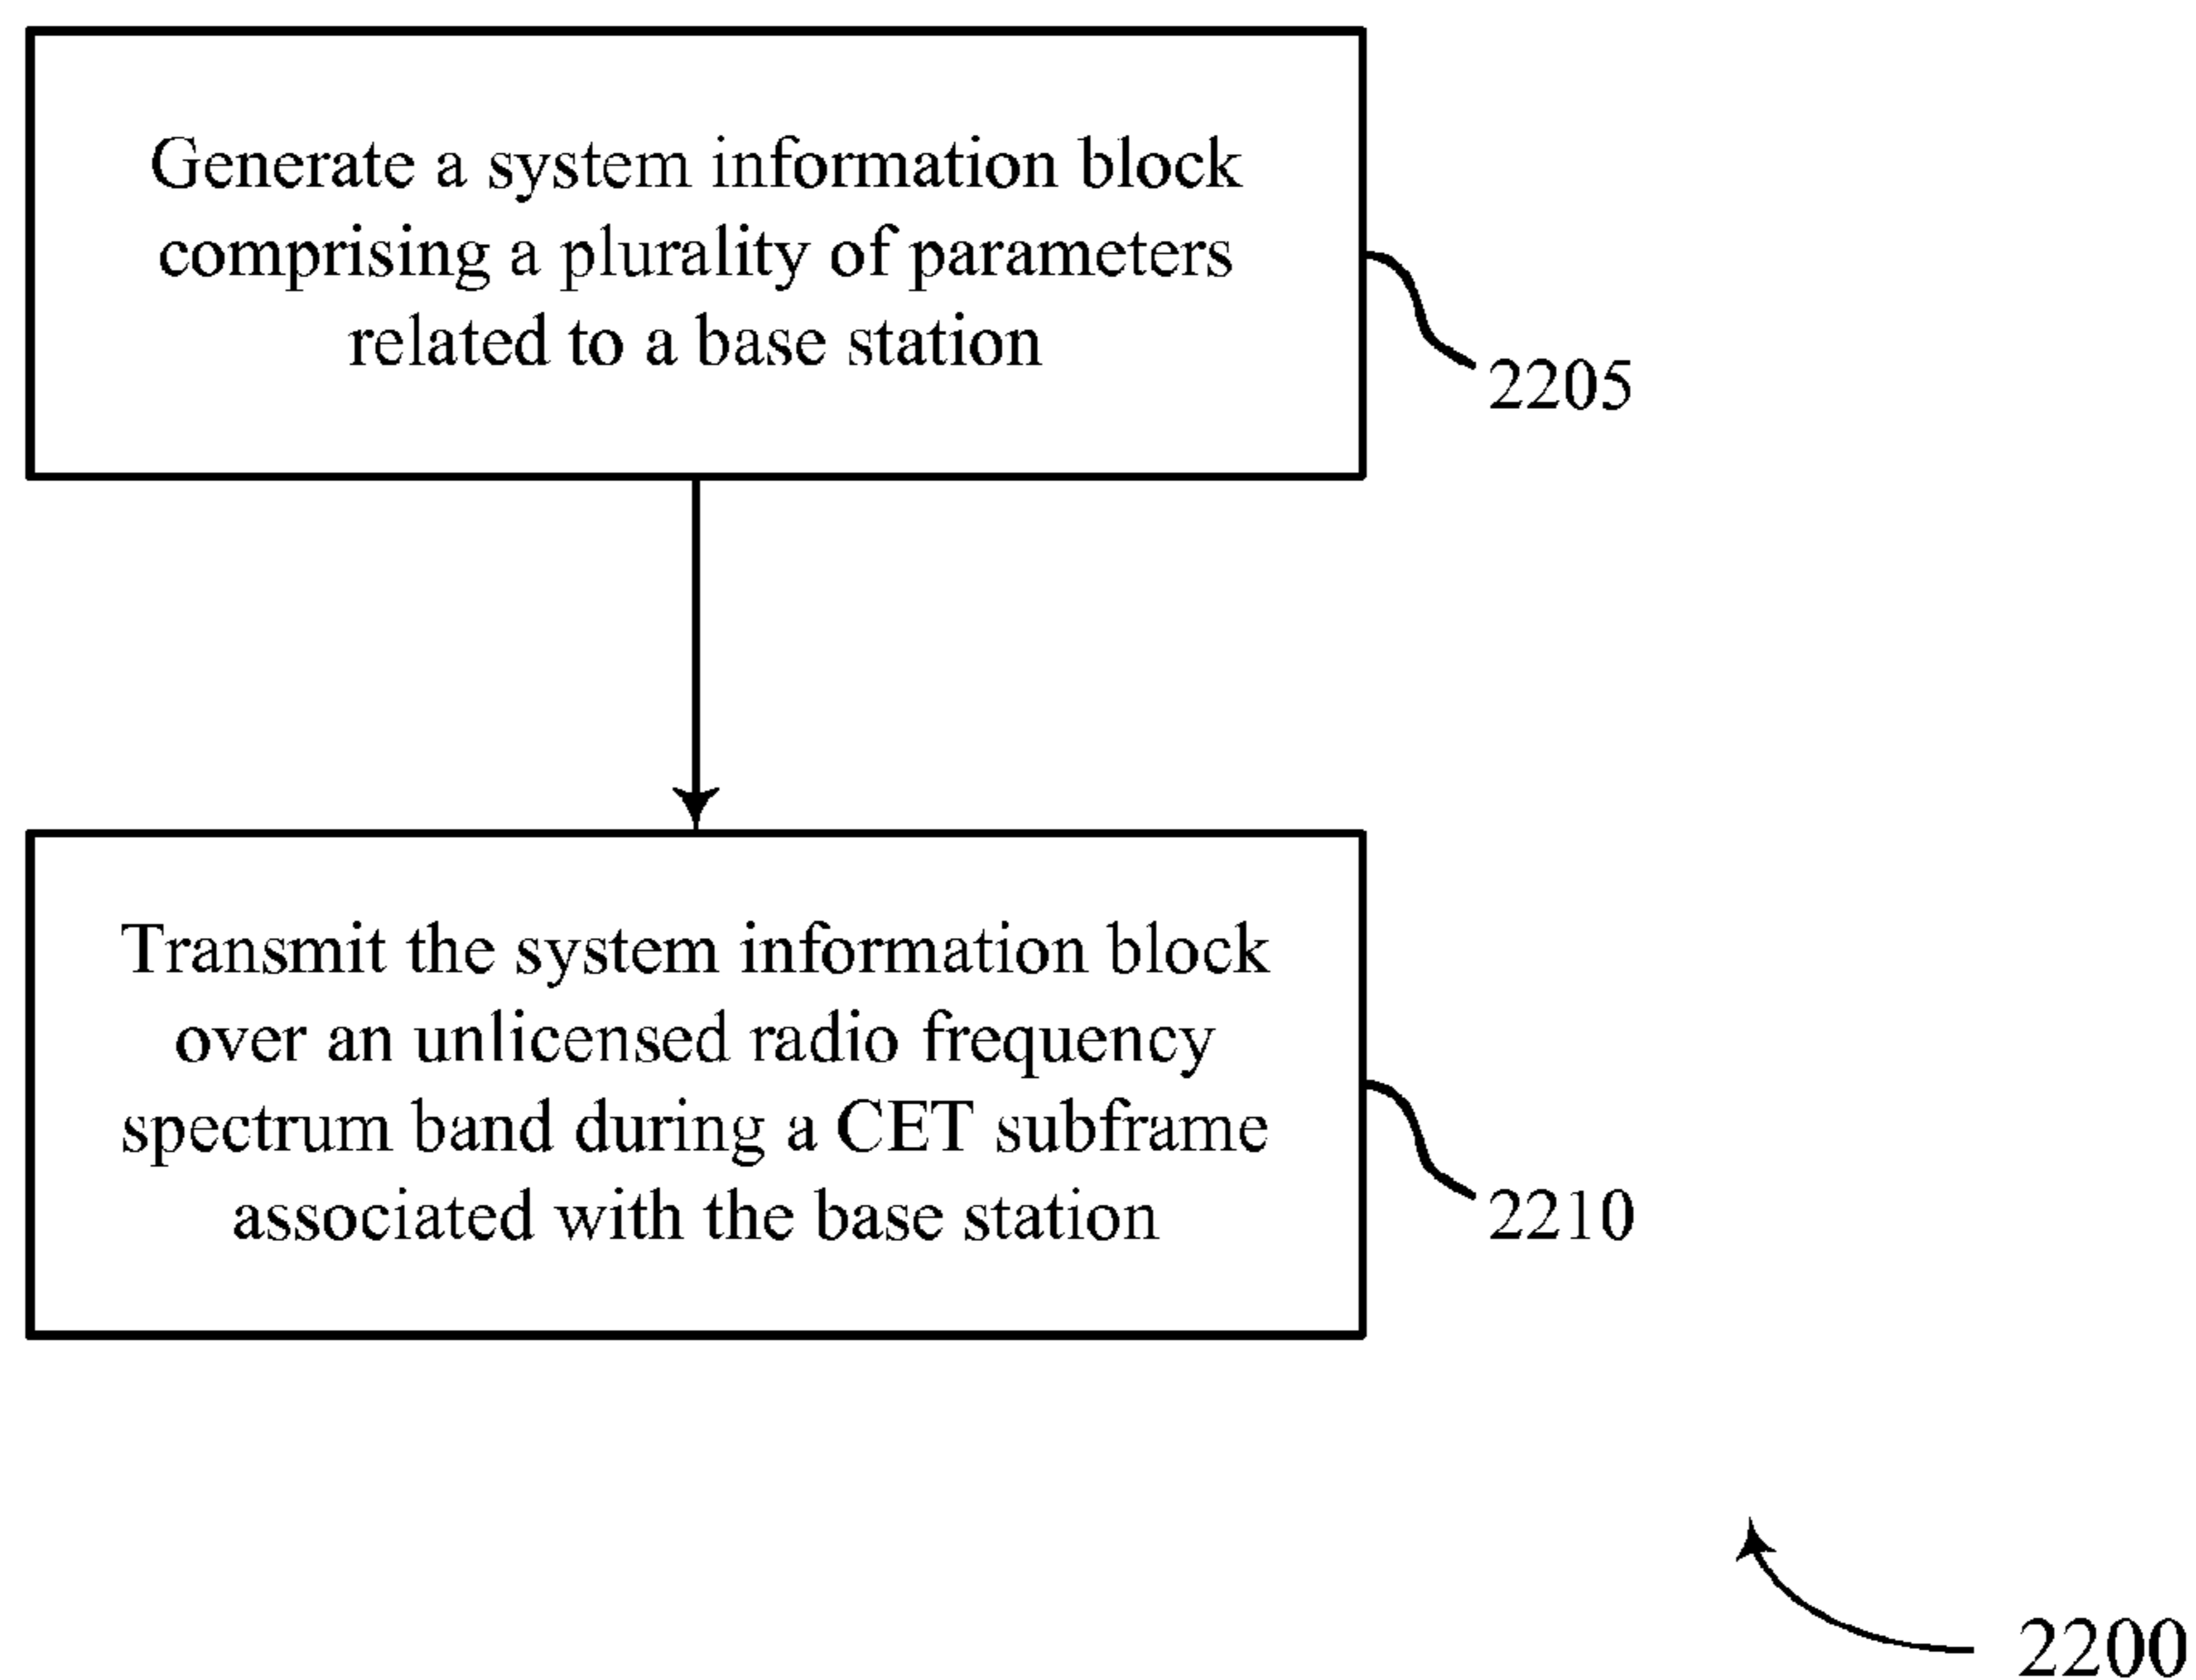 Generate a system information block
comprising a plurality of parameters
related to a base station
2205
Transmit the system information block
over an unlicensed radio frequency
spectrum band during a CET subframe
associated with the base station
2210
2200